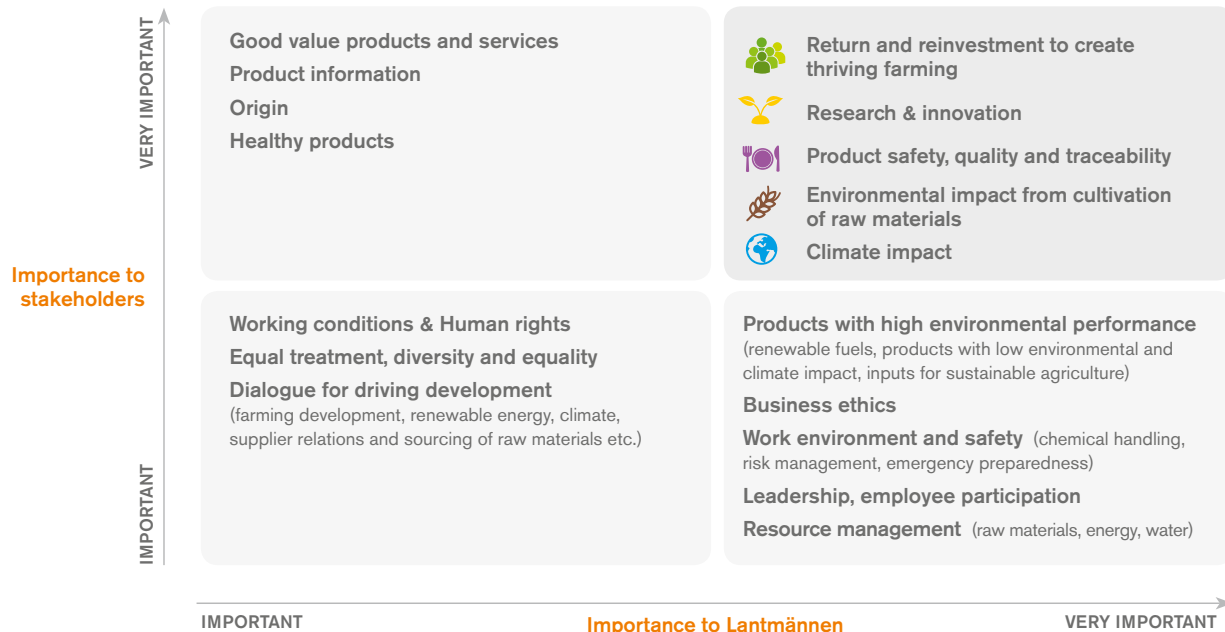 VERY IMPORTANT
Good value products and services
Product information
Origin
Healthy products
Return and reinvestment to create
thriving farming
Research & innovation
Product safety, quality and traceability
Environmental impact from cultivation
of raw materials
Climate impact
Importance to
stakeholders
Working conditions & Human rights
Equal treatment, diversity and equality
Dialogue for driving development
(farming development, renewable energy, climate,
supplier relations and sourcing of raw materials etc.)
Products with high environmental performance
(renewable fuels, products with low environmental and
climate impact, inputs for sustainable agriculture)
Business ethics
Work environment and safety (chemical handling,
risk management, emergency preparedness)
Leadership, employee participation
Resource management (raw materials, energy, water)
IMPORTANT
IMPORTANT
Importance to Lantmännen
VERY IMPORTANT